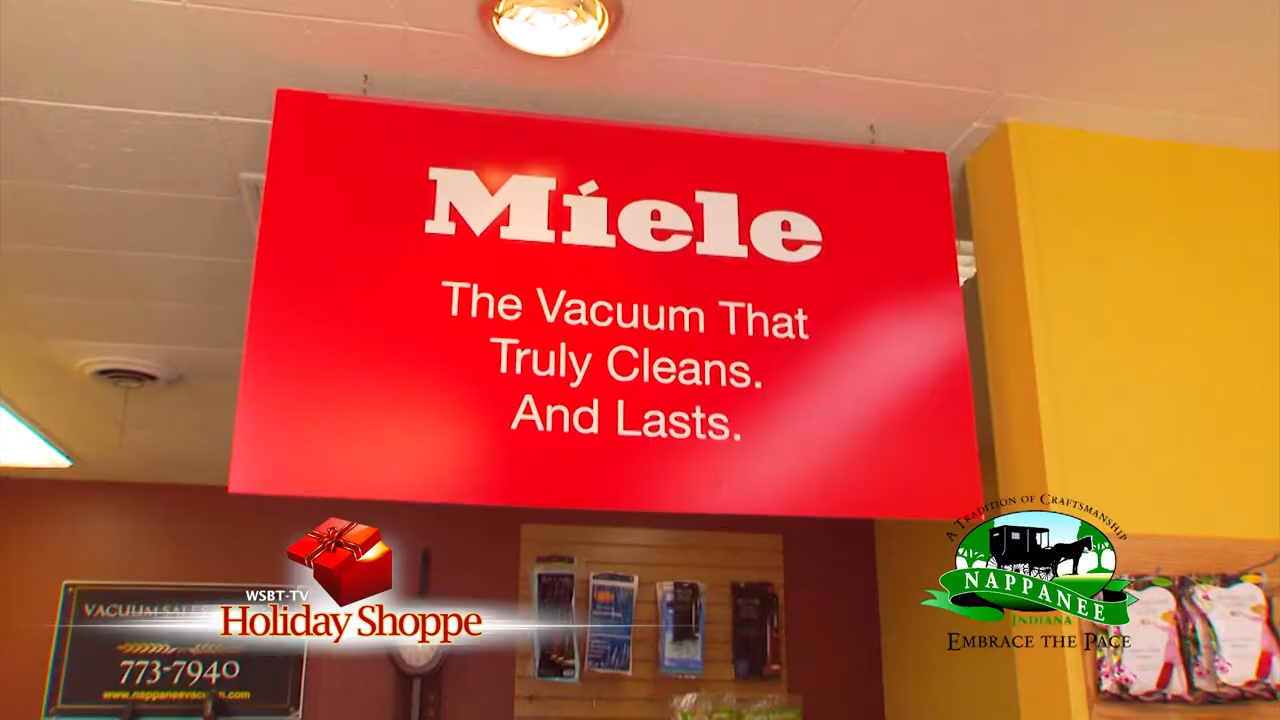 Miele
The Vacuum That
Truly Cleans.
And Lasts.
A TRADITION OF CRAFTSMANSHIP
NAPPANEE
INDIANA
EMBRACE THE PACE
WSBT-TV
Holiday Shoppe
VACUUM
773-7940